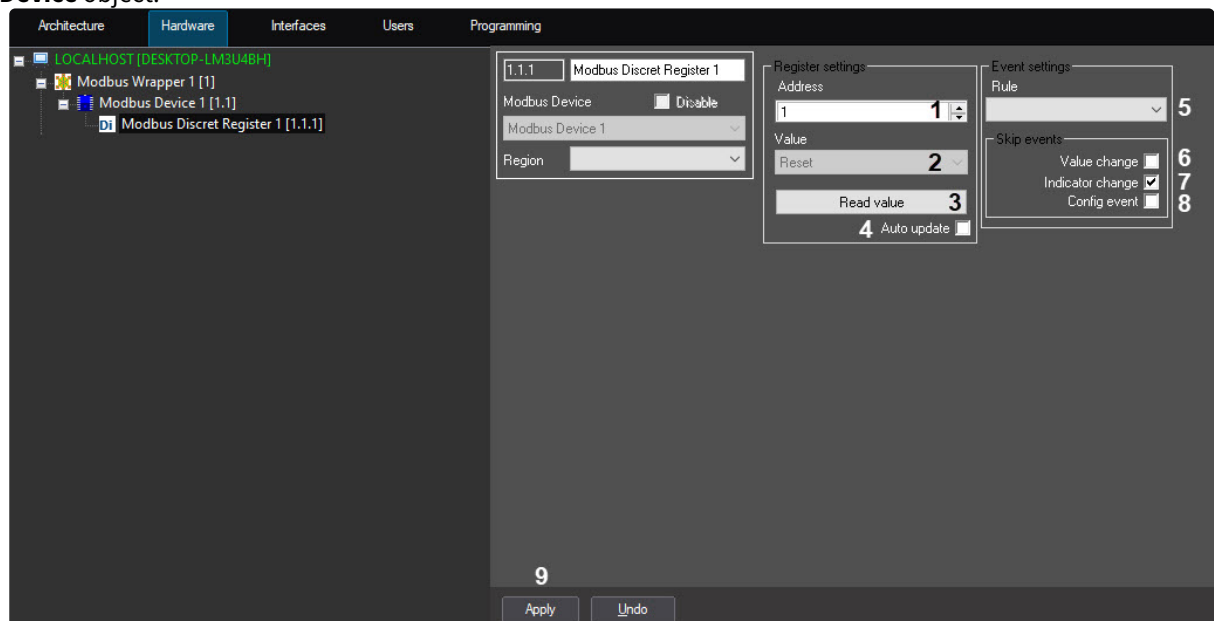 Device object.
Architecture Hardware Interfaces Users Programming
LOCALHOST [DESKTOP-LM3U4BH]
Modbus Wrapper 1 [1]
Modbus Device 1 [1.1]
Di Modbus Discret Register 1 [1.1.1]
1.1.1 Modbus Discret Register 1
Modbus Device Disable
Modbus Device 1
Region
Register settings
Address
1 1
Value
Reset 2
Read value 3
4 Auto update
Event settings
Rule
5
Skip events
Value change 6
Indicator change 7
Config event 8
9
Apply Undo